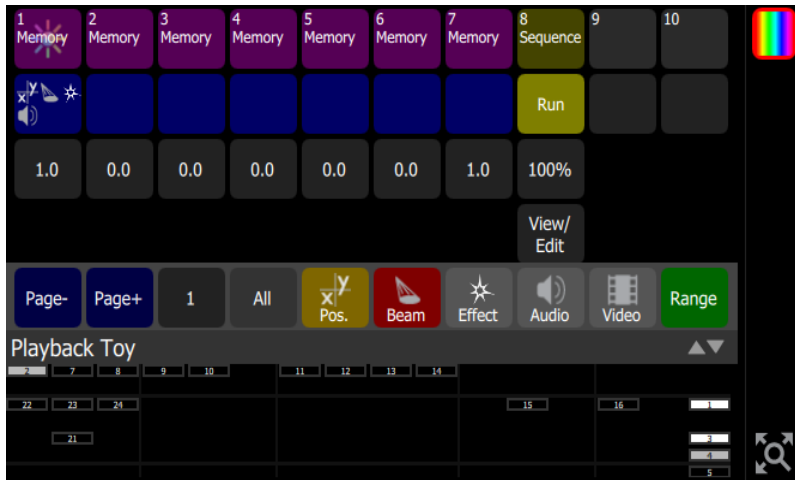 1 2 3 4 5 6 7 8 9 10
Memory Memory Memory Memory Memory Memory Memory Sequence
x y Run
1.0 0.0 0.0 0.0 0.0 0.0 1.0 100%
View/
Edit
Page- Page+ 1 All x y Pos. Beam Effect Audio Video Range
Playback Toy
2 7 8 9 10 11 12 13 14
22 23 24 15 16 1
21 3
4
5